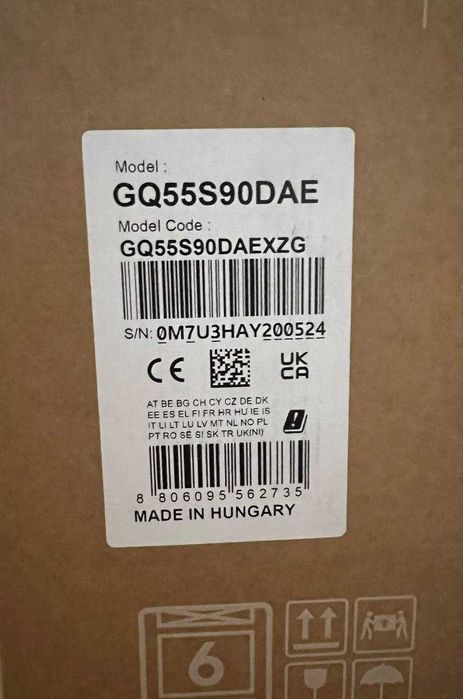 Model :
GQ55S90DAE
Model Code :
GQ55S90DAEXZG
S/N: 0M7U3HAY200524
CE
UK
CA
AT BE BG CH CY CZ DE DK
EE ES EL FI FR HR HU IE IS
IT LI LT LU LV MT NL NO PL
PT RO SE SI SK TR UK(NI)
8 806095 562735
MADE IN HUNGARY
6